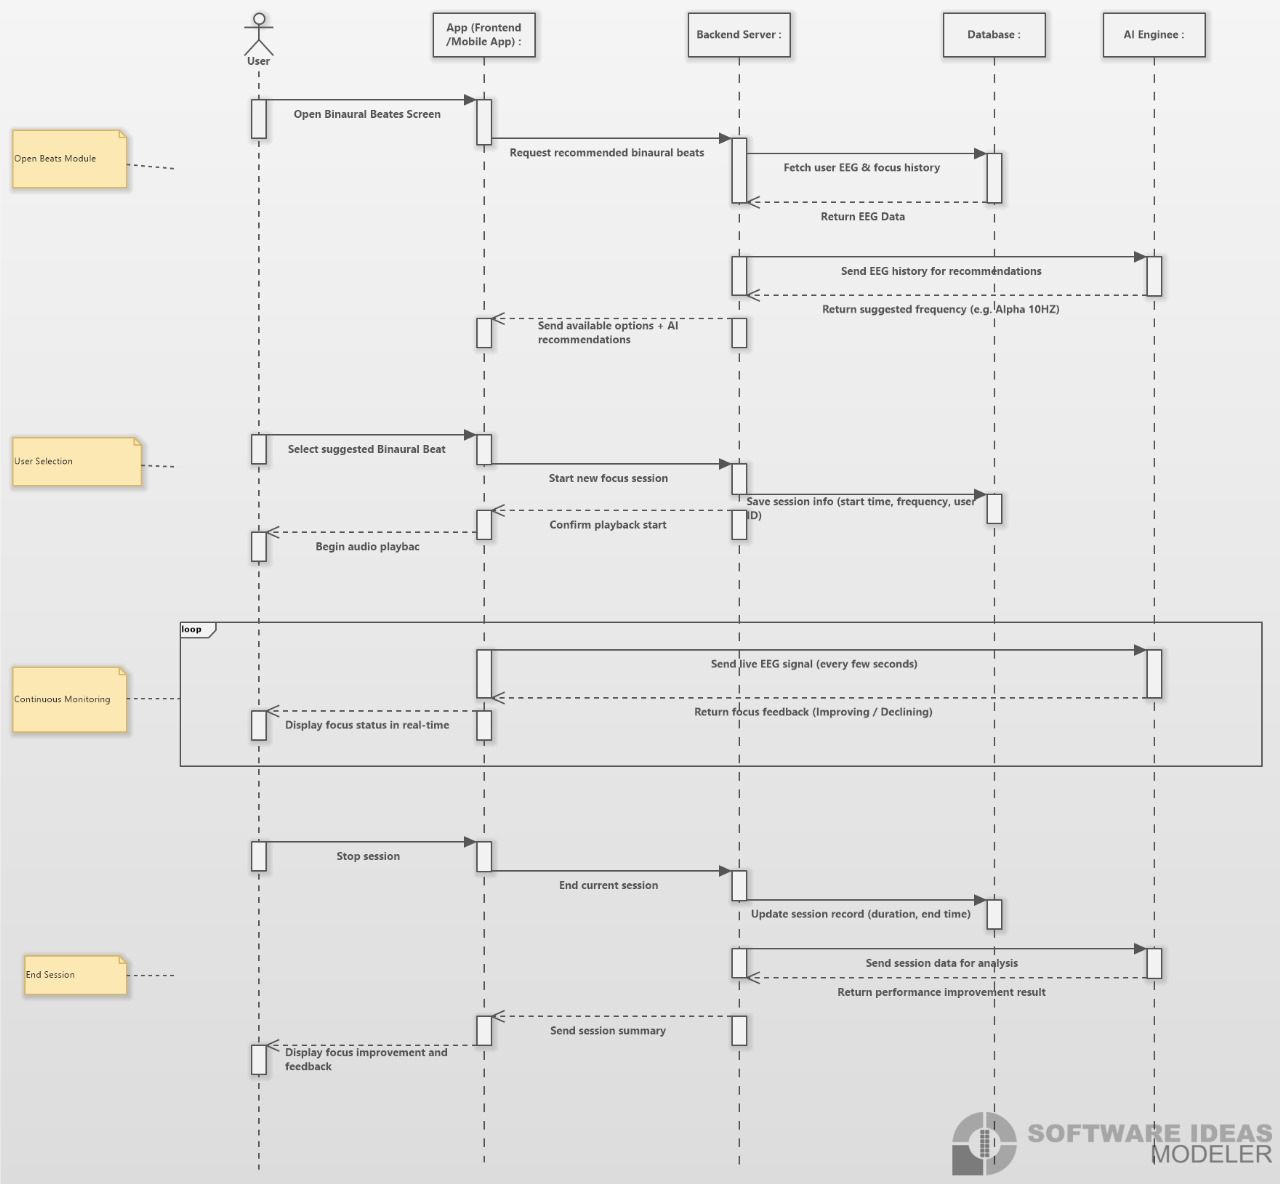 User
App (Frontend
/Mobile App) :
Backend Server :
Database :
AI Enginee :
Open Binaural Beates Screen
Open Beats Module
Request recommended binaural beats
Fetch user EEG & focus history
Return EEG Data
Send EEG history for recommendations
Return suggested frequency (e.g. Alpha 10HZ)
Send available options + AI
recommendations
Select suggested Binaural Beat
User Selection
Start new focus session
Save session info (start time, frequency, user
ID)
Confirm playback start
Begin audio playbac
loop
Send live EEG signal (every few seconds)
Continuous Monitoring
Return focus feedback (Improving / Declining)
Display focus status in real-time
Stop session
End current session
Update session record (duration, end time)
Send session data for analysis
End Session
Return performance improvement result
Send session summary
Display focus improvement and
feedback
SOFTWARE IDEAS
MODELER